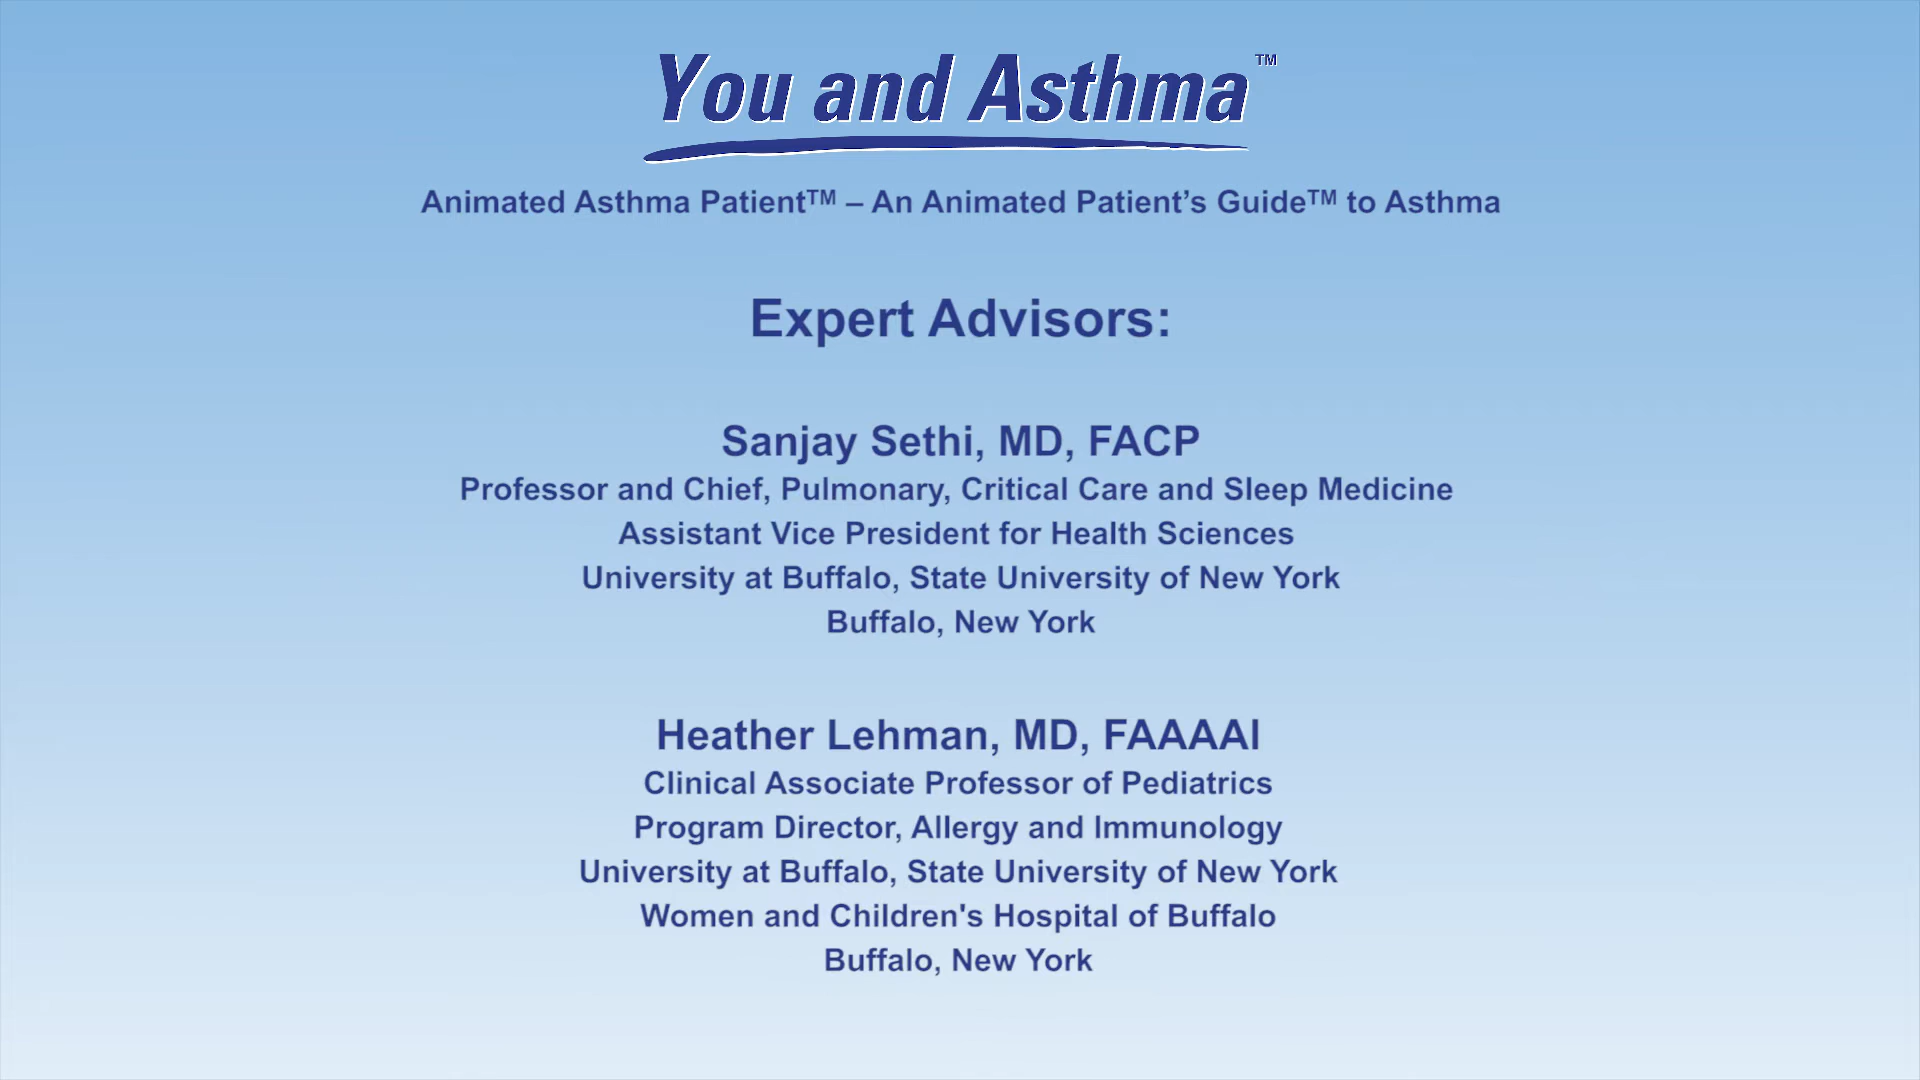 You and Asthma™
Animated Asthma Patient™ – An Animated Patient’s Guide™ to Asthma
Expert Advisors:
Sanjay Sethi, MD, FACP
Professor and Chief, Pulmonary, Critical Care and Sleep Medicine
Assistant Vice President for Health Sciences
University at Buffalo, State University of New York
Buffalo, New York
Heather Lehman, MD, FAAAAI
Clinical Associate Professor of Pediatrics
Program Director, Allergy and Immunology
University at Buffalo, State University of New York
Women and Children's Hospital of Buffalo
Buffalo, New York